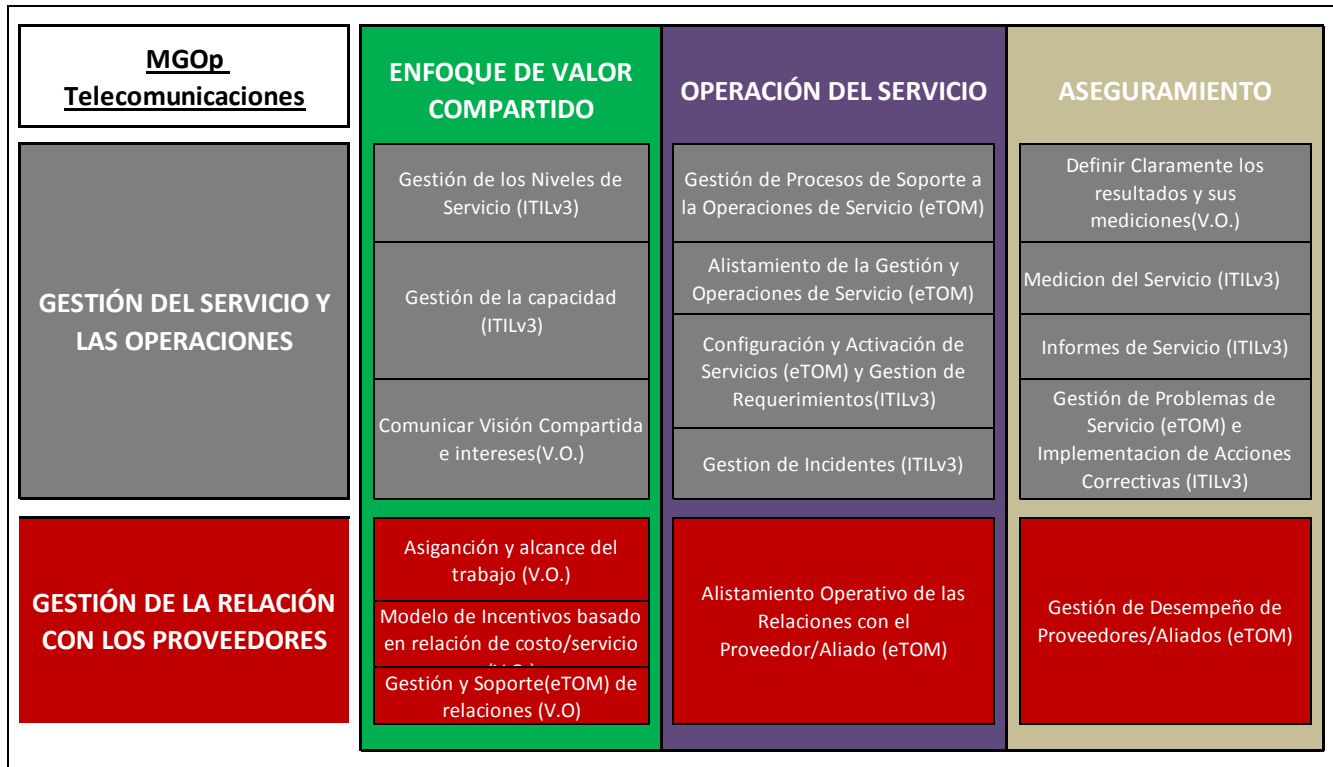 MGOp
Telecomunicaciones
ENFOQUE DE VALOR
COMPARTIDO
OPERACIÓN DEL SERVICIO
ASEGURAMIENTO
GESTIÓN DEL SERVICIO Y
LAS OPERACIONES
Gestión de los Niveles de
Servicio (ITILv3)
Gestión de la capacidad
(ITILv3)
Comunicar Visión Compartida
e intereses(V.O.)
Gestión de Procesos de Soporte a
la Operaciones de Servicio (eTOM)
Alistamiento de la Gestión y
Operaciones de Servicio (eTOM)
Configuración y Activación de
Servicios (eTOM) y Gestion de
Requerimientos(ITILv3)
Gestion de Incidentes (ITILv3)
Definir Claramente los
resultados y sus
mediciones(V.O.)
Medicion del Servicio (ITILv3)
Informes de Servicio (ITILv3)
Gestión de Problemas de
Servicio (eTOM) e
Implementacion de Acciones
Correctivas (ITILv3)
GESTIÓN DE LA RELACIÓN
CON LOS PROVEEDORES
Asiganción y alcance del
trabajo (V.O.)
Modelo de Incentivos basado
en relación de costo/servicio
Gestión y Soporte(eTOM) de
relaciones (V.O)
Alistamiento Operativo de las
Relaciones con el
Proveedor/Aliado (eTOM)
Gestión de Desempeño de
Proveedores/Aliados (eTOM)